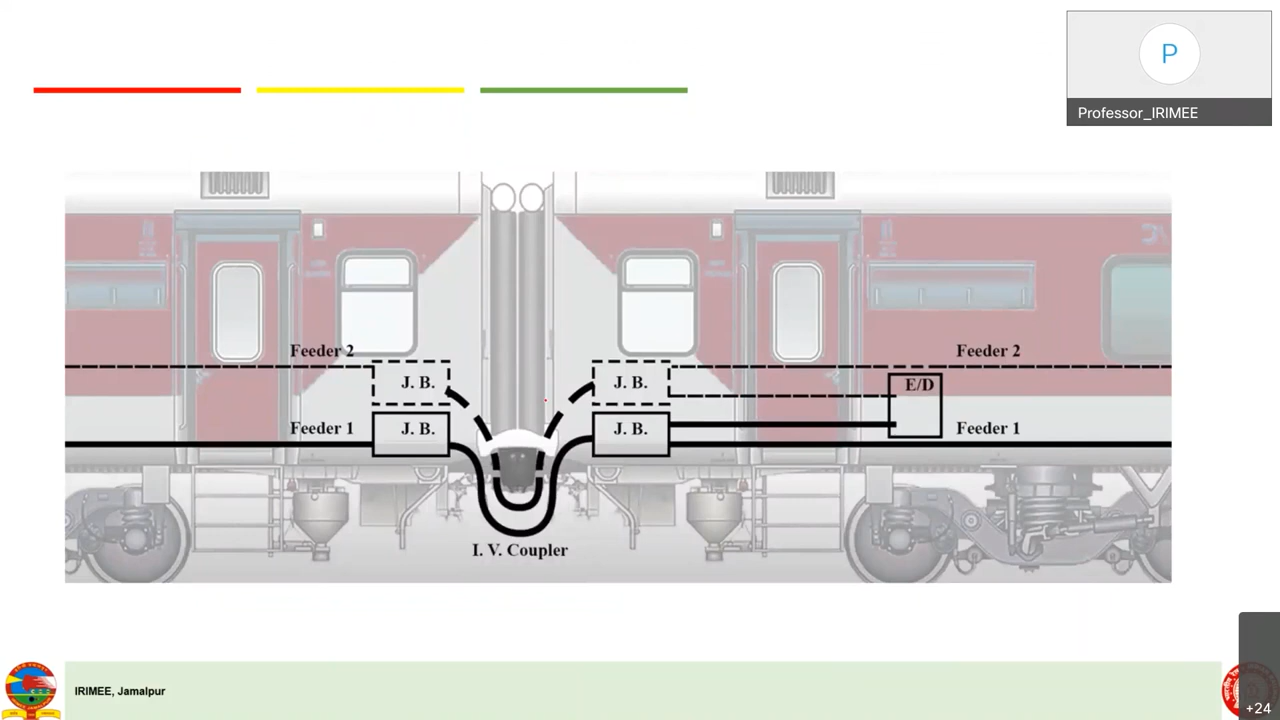 P
Professor_IRIMEE
Feeder 2
Feeder 2
J. B.
J. B.
E/D
Feeder 1
J. B.
J. B.
Feeder 1
I. V. Coupler
IRIMEE, Jamalpur
+24